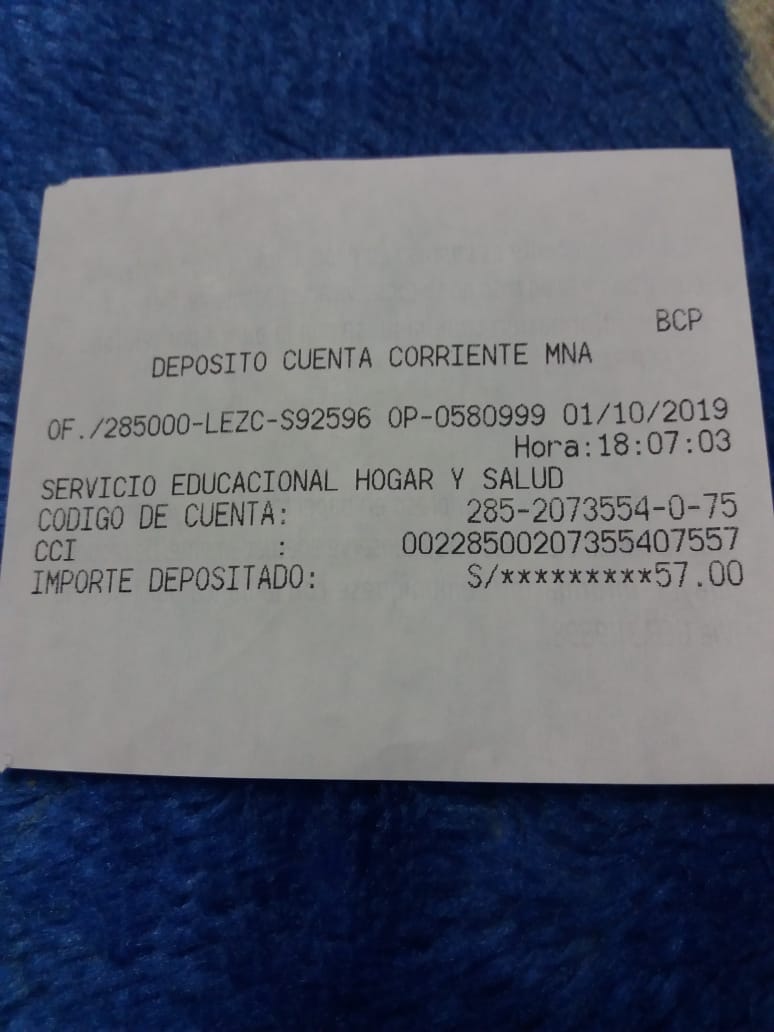 BCP
DEPOSITO CUENTA CORRIENTE MNA
OF./285000-LEZC-S92596 OP-0580999 01/10/2019
Hora:18:07:03
SERVICIO EDUCACIONAL HOGAR Y SALUD
CODIGO DE CUENTA: 285-2073554-0-75
CCI : 00228500207355407557
IMPORTE DEPOSITADO: S/*********57.00